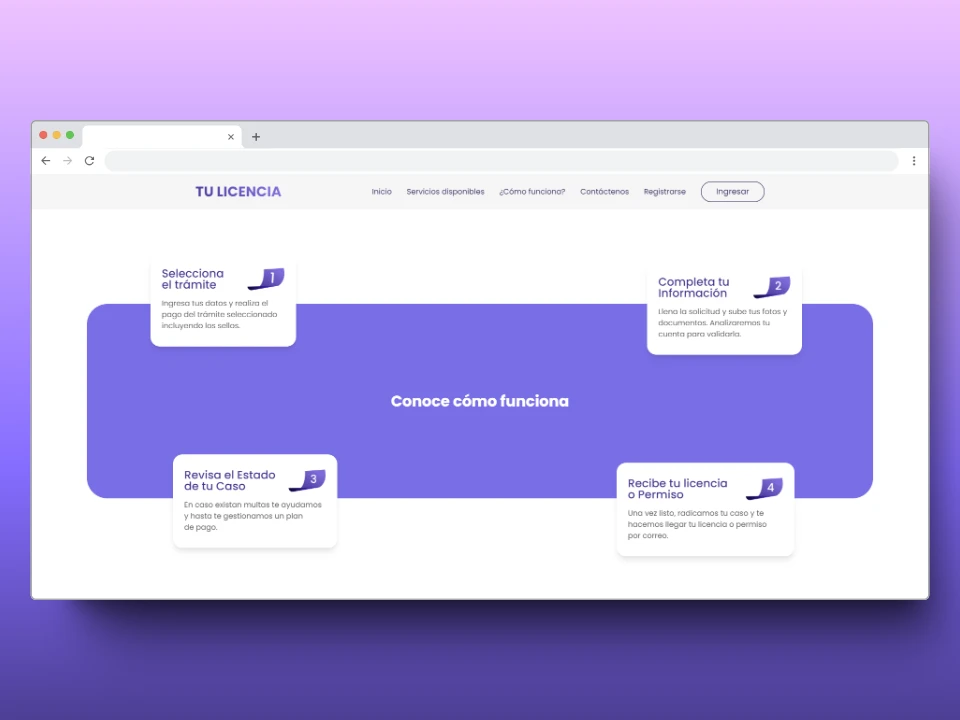 TU LICENCIA
Inicio
Servicios disponibles
¿Cómo funciona?
Contáctenos
Registrarse
Ingresar
Selecciona
el trámite
1
Ingresa tus datos y realiza el
pago del trámite seleccionado
incluyendo los sellos.
Completa tu
Información
2
Llena la solicitud y sube tus fotos y
documentos. Analizaremos tu
cuenta para validarla.
Conoce cómo funciona
Revisa el Estado
de tu Caso
3
En caso existan multas te ayudamos
y hasta te gestionamos un plan
de pago.
Recibe tu licencia
o Permiso
4
Una vez listo, radicamos tu caso y te
hacemos llegar tu licencia o permiso
por correo.